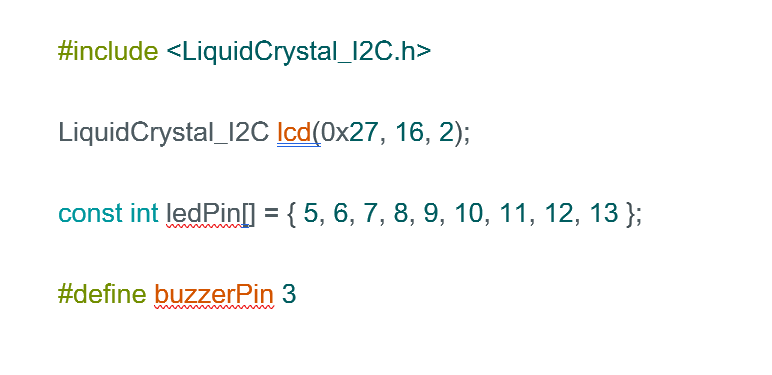 #include <LiquidCrystal_I2C.h>
LiquidCrystal_I2C lcd(0x27, 16, 2);
const int ledPin[] = { 5, 6, 7, 8, 9, 10, 11, 12, 13 };
#define buzzerPin 3